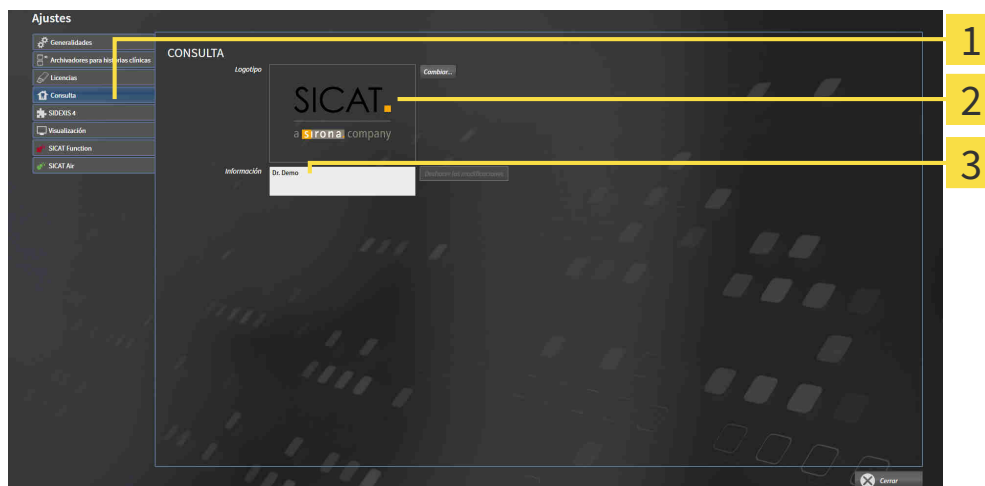 Ajustes
Generalidades
Archivadores para historias clínicas
Licencias
Consulta
SIDEXIS 4
Visualización
SICAT Function
SICAT Air
CONSULTA
Logotipo
SICAT.
a sirona company
Cambiar...
Información
Dr. Demo
Deshacer las modificaciones
Cerrar
1
2
3